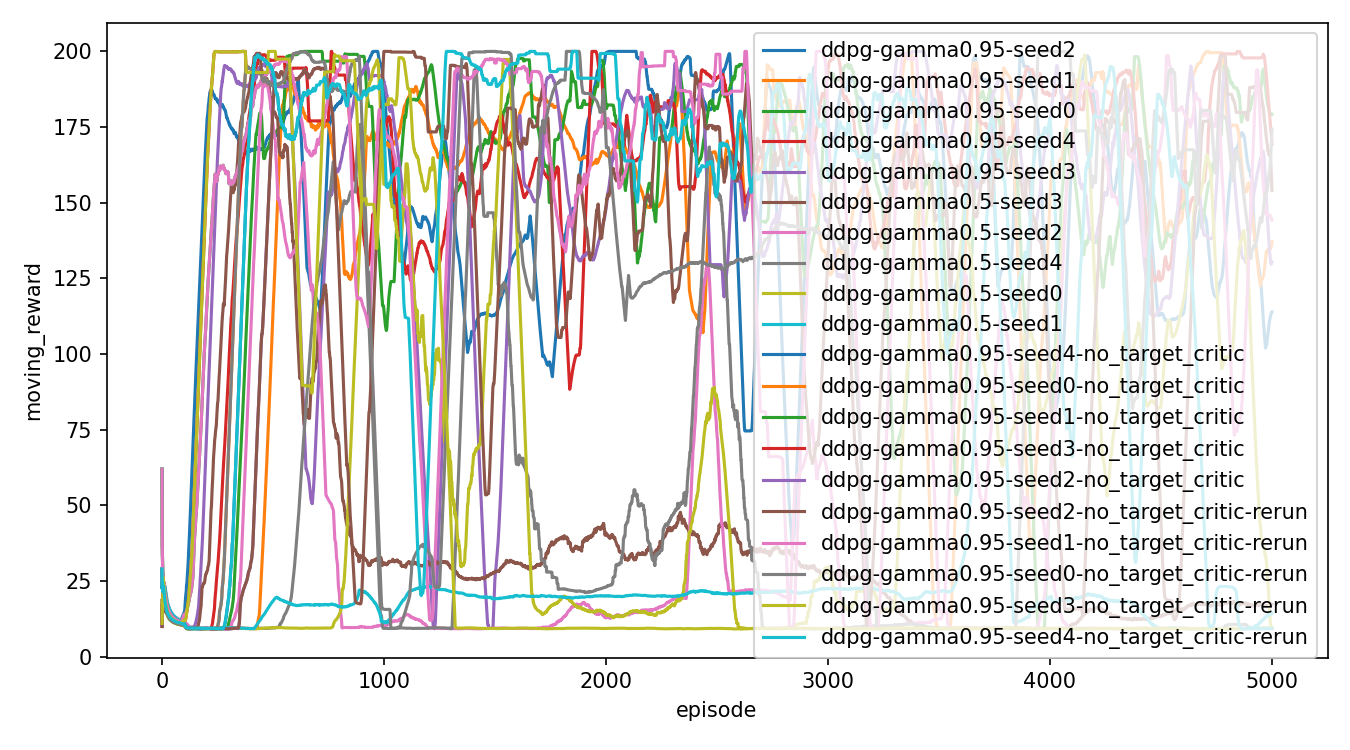 moving_reward
200
175
150
125
100
75
50
25
0
0
1000
2000
3000
4000
5000
episode
ddpg-gamma0.95-seed2
ddpg-gamma0.95-seed1
ddpg-gamma0.95-seed0
ddpg-gamma0.95-seed4
ddpg-gamma0.95-seed3
ddpg-gamma0.5-seed3
ddpg-gamma0.5-seed2
ddpg-gamma0.5-seed4
ddpg-gamma0.5-seed0
ddpg-gamma0.5-seed1
ddpg-gamma0.95-seed4-no_target_critic
ddpg-gamma0.95-seed0-no_target_critic
ddpg-gamma0.95-seed1-no_target_critic
ddpg-gamma0.95-seed3-no_target_critic
ddpg-gamma0.95-seed2-no_target_critic
ddpg-gamma0.95-seed2-no_target_critic-rerun
ddpg-gamma0.95-seed1-no_target_critic-rerun
ddpg-gamma0.95-seed0-no_target_critic-rerun
ddpg-gamma0.95-seed3-no_target_critic-rerun
ddpg-gamma0.95-seed4-no_target_critic-rerun